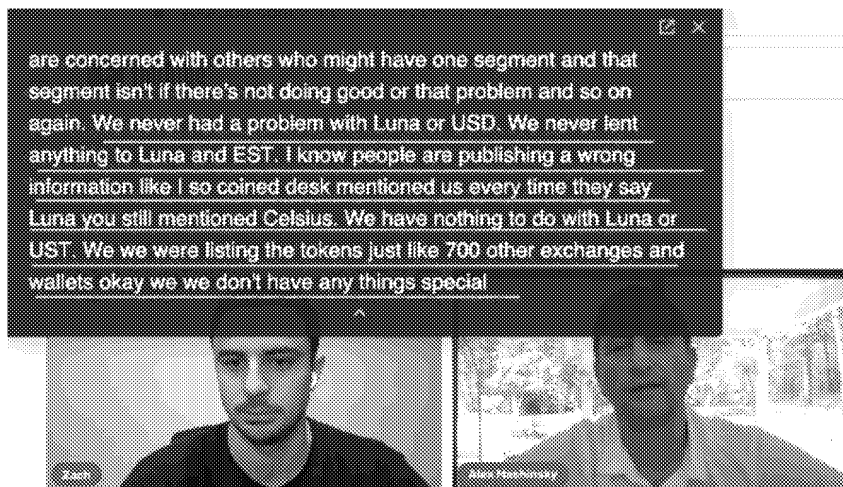 are concerned with others who might have one segment and that
segment isn't if there's not doing good or that problem and so on
again. We never had a problem with Luna or USD. We never lent
anything to Luna and EST. I know people are publishing a wrong
information like I so coined desk mentioned us every time they say
Luna you still mentioned Celsius. We have nothing to do with Luna or
UST. We we were listing the tokens just like 700 other exchanges and
wallets okay we we don't have any things special
Zach
Alex Mashinsky